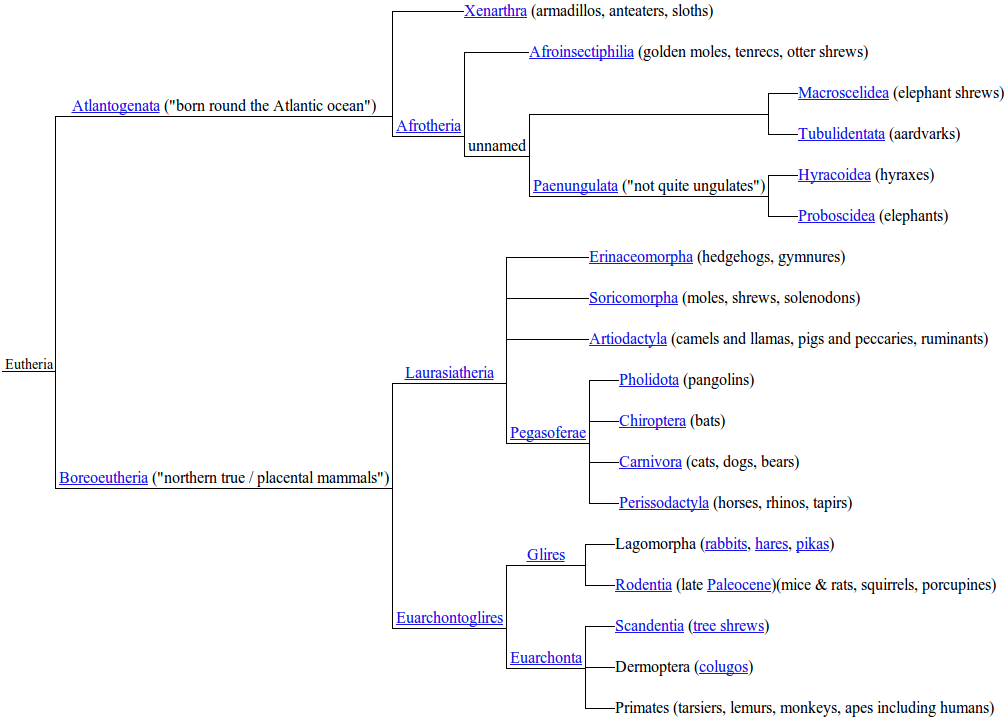 Xenarthra (armadillos, anteaters, sloths)
Afroinsectiphilia (golden moles, tenrecs, otter shrews)
Macroscelidea (elephant shrews)
Atlantogenata ("born round the Atlantic ocean")
Afrotheria
Tubulidentata (aardvarks)
unnamed
Hyracoidea (hyraxes)
Paenungulata ("not quite ungulates")
Proboscidea (elephants)
Erinaceomorpha (hedgehogs, gymnures)
Soricomorpha (moles, shrews, solenodons)
Artiodactyla (camels and llamas, pigs and peccaries, ruminants)
Eutheria
Laurasiatheria
Pholidota (pangolins)
Chiroptera (bats)
Pegasoferae
Carnivora (cats, dogs, bears)
Boreoeutheria ("northern true / placental mammals")
Perissodactyla (horses, rhinos, tapirs)
Lagomorpha (rabbits, hares, pikas)
Glires
Rodentia (late Paleocene)(mice & rats, squirrels, porcupines)
Euarchontoglires
Scandentia (tree shrews)
Euarchonta
Dermoptera (colugos)
Primates (tarsiers, lemurs, monkeys, apes including humans)